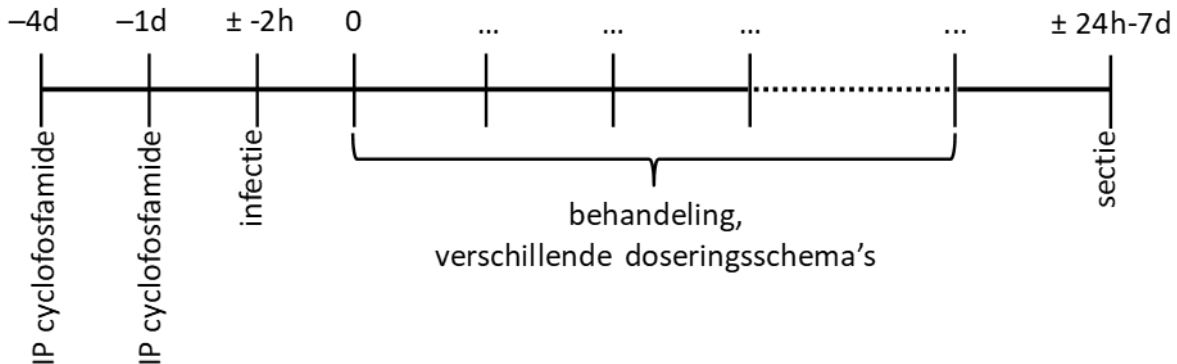 –4d –1d ± -2h 0 ... ... ... ... ± 24h-7d
IP cyclofosfamide
IP cyclofosfamide
infectie
sectie
behandeling,
verschillende doseringsschema's